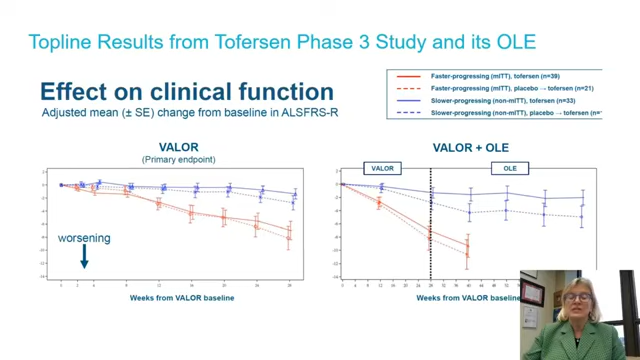 Topline Results from Tofersen Phase 3 Study and its OLE
Effect on clinical function
Adjusted mean (± SE) change from baseline in ALSFRS-R
Faster-progressing (mITT), tofersen (n=39)
Faster-progressing (mITT), placebo → tofersen (n=21)
Slower-progressing (non-mITT), tofersen (n=33)
Slower-progressing (non-mITT), placebo → tofersen (n=
VALOR
(Primary endpoint)
worsening
Weeks from VALOR baseline
VALOR + OLE
VALOR
OLE
Weeks from VALOR baseline